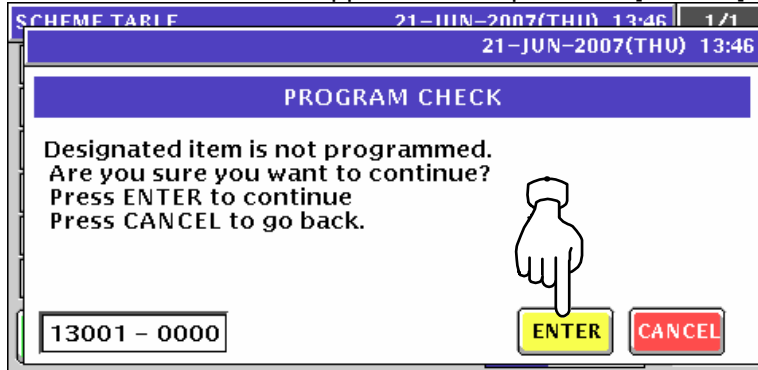 SCHEME TABLE 21-JUN-2007(THU) 13:46 1/1
21-JUN-2007(THU) 13:46
PROGRAM CHECK
Designated item is not programmed.
Are you sure you want to continue?
Press ENTER to continue
Press CANCEL to go back.
13001 - 0000
ENTER CANCEL